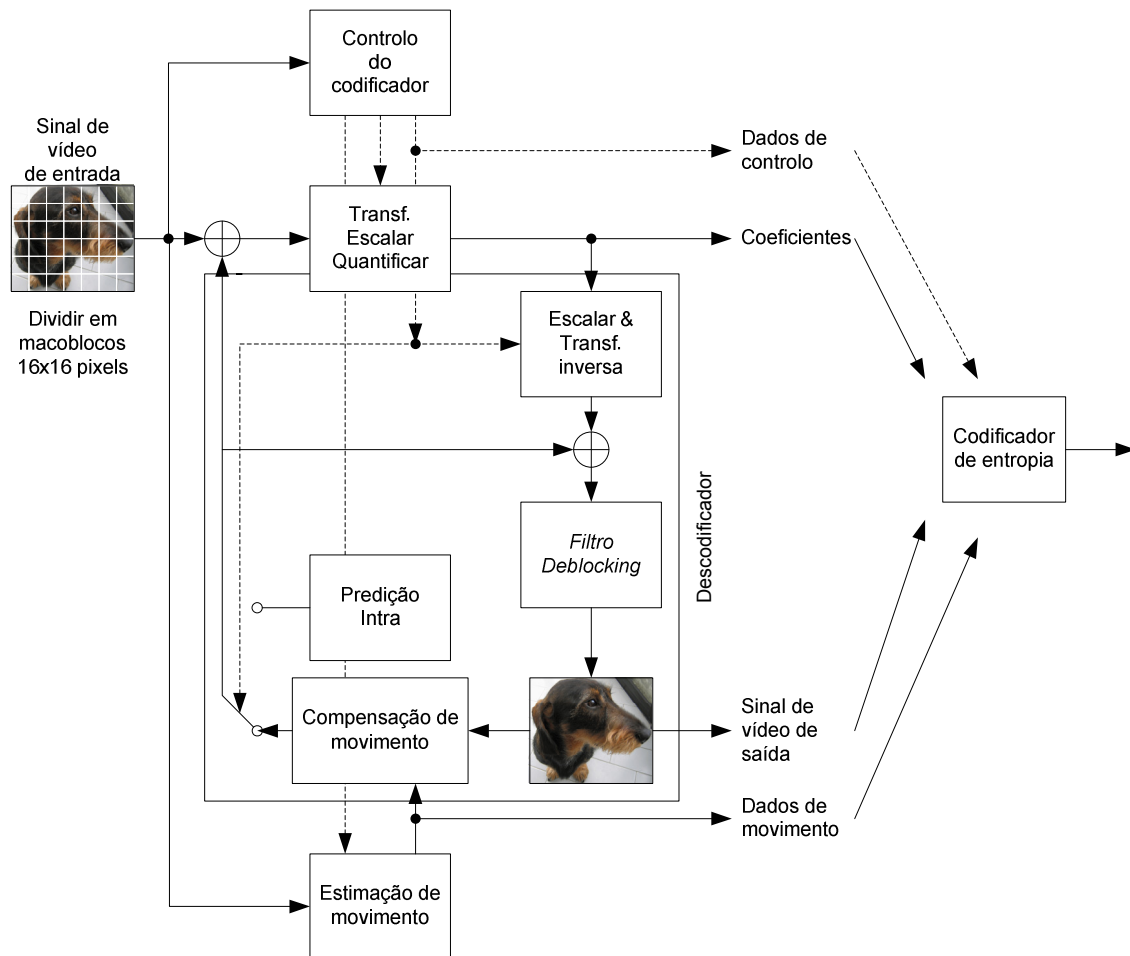 Controlo
do
codificador
Sinal de
vídeo
de entrada
Dados de
controlo
Transf.
Escalar
Quantificar
Coeficientes
Dividir em
macoblocos
16x16 pixels
Escalar &
Transf.
inversa
Codificador
de entropia
Filtro
Deblocking
Descodificador
Predição
Intra
Compensação de
movimento
Sinal de
vídeo de
saída
Dados de
movimento
Estimação de
movimento